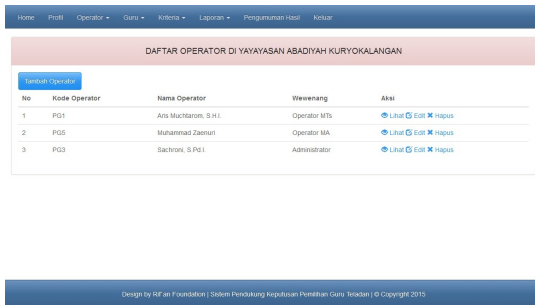 Home Profil Operator Guru Kriteria Laporan Pengumuman Hasil Keluar
DAFTAR OPERATOR DI YAYAYASAN ABADIYAH KURYOKALANGAN
Tambah Operator
No Kode Operator Nama Operator Wewenang Aksi
1 PG1 Aris Muchtarom, S.H.I. Operator MTs Lihat Edit Hapus
2 PG5 Muhammad Zaenuri Operator MA Lihat Edit Hapus
3 PG3 Sachroni, S.Pd.I. Administrator Lihat Edit Hapus
Design by Rif'an Foundation | Sistem Pendukung Keputusan Pemilihan Guru Teladan | © Copyright 2015